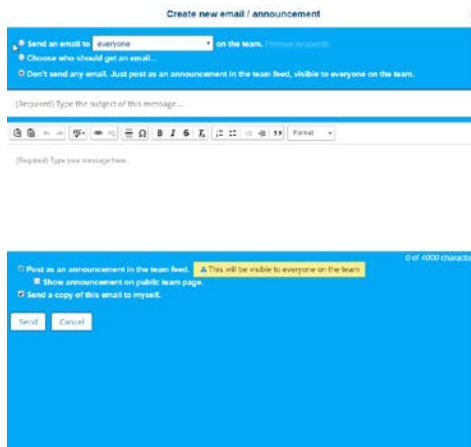 Create new email / announcement
Send an email to everyone on the team. Preview recipients
Choose who should get an email...
Don't send any email. Just post as an announcement in the team feed, visible to everyone on the team.
(Required) Type the subject of this message...
B I S Tx Format
(Required) Type your message here.
0 of 4000 characte
Post as an announcement in the team feed. This will be visible to everyone on the team
Show announcement on public team page.
Send a copy of this email to myself.
Send Cancel